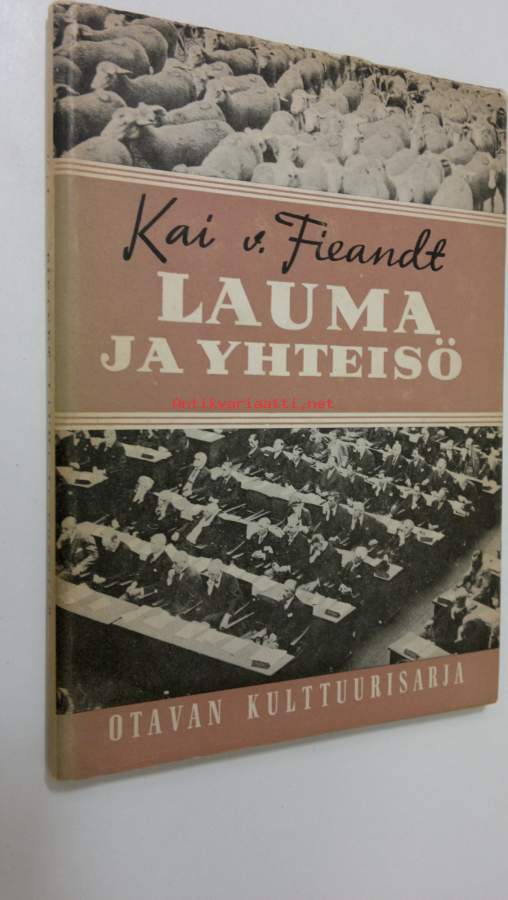 Kai v. Fieandt
LAUMA
JA YHTEISÖ
Antikvariaatti.net
OTAVAN KULTTUURISARJA